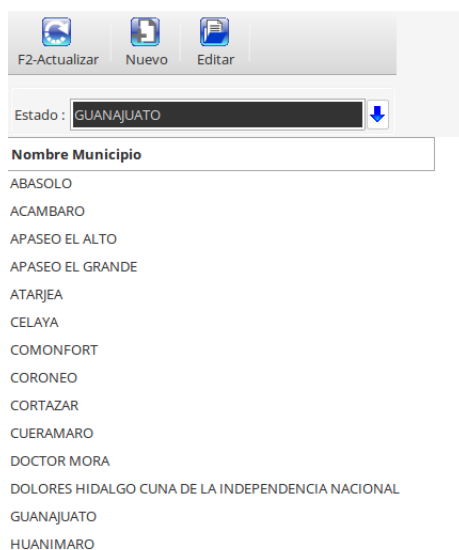 F2-Actualizar Nuevo Editar
Estado : GUANAJUATO
Nombre Municipio
ABASOLO
ACAMBARO
APASEO EL ALTO
APASEO EL GRANDE
ATARJEA
CELAYA
COMONFORT
CORONEO
CORTAZAR
CUERAMARO
DOCTOR MORA
DOLORES HIDALGO CUNA DE LA INDEPENDENCIA NACIONAL
GUANAJUATO
HUANIMARO